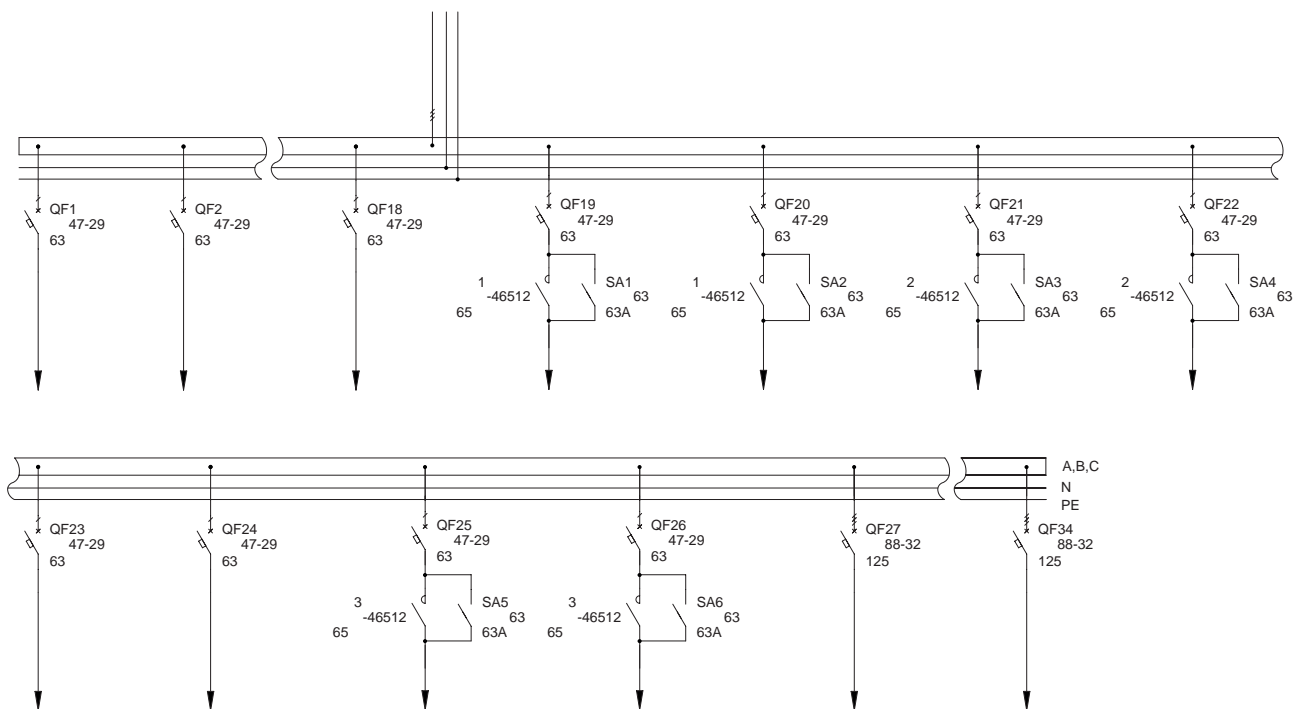 QF1
47-29
63
QF2
47-29
63
QF18
47-29
63
QF19
47-29
63
1
-46512
65
SA1
63
63A
QF20
47-29
63
1
-46512
65
SA2
63
63A
QF21
47-29
63
2
-46512
65
SA3
63
63A
QF22
47-29
63
2
-46512
65
SA4
63
63A
A,B,C
N
PE
QF23
47-29
63
QF24
47-29
63
QF25
47-29
63
3
-46512
65
SA5
63
63A
QF26
47-29
63
3
-46512
65
SA6
63
63A
QF27
88-32
125
QF34
88-32
125